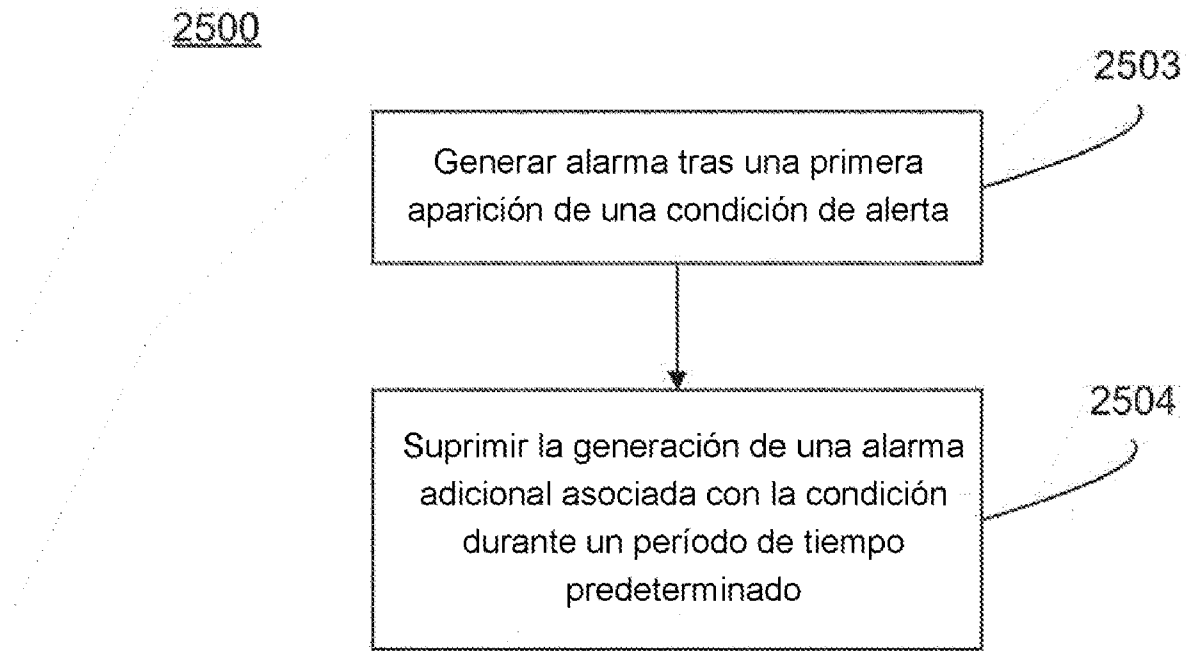 2500
2503
Generar alarma tras una primera
aparición de una condición de alerta
2504
Suprimir la generación de una alarma
adicional asociada con la condición
durante un período de tiempo
predeterminado